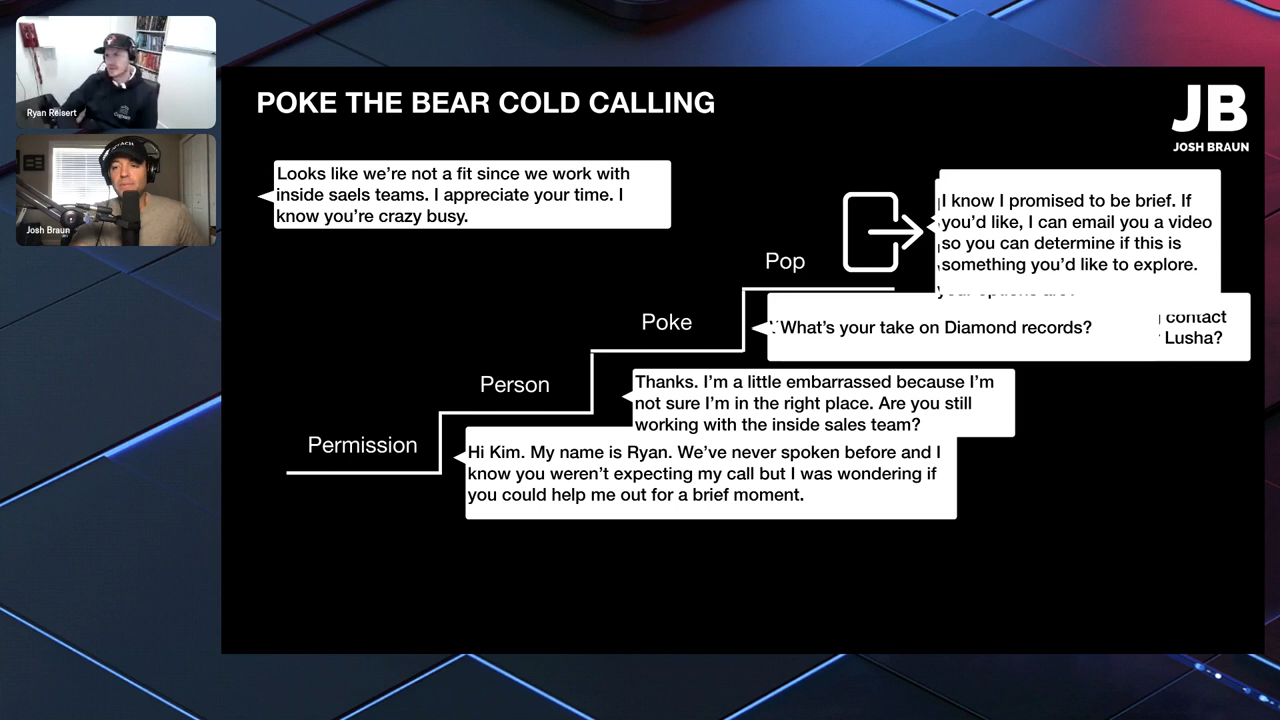 Ryan Reisert
Josh Braun
POKE THE BEAR COLD CALLING
JB
JOSH BRAUN
Looks like we're not a fit since we work with
inside saels teams. I appreciate your time. I
know you're crazy busy.
I know I promised to be brief. If
you'd like, I can email you a video
so you can determine if this is
something you'd like to explore.
Pop
Poke
What's your take on Diamond records?
contact
Lusha?
Person
Thanks. I'm a little embarrassed because I'm
not sure I'm in the right place. Are you still
working with the inside sales team?
Permission
Hi Kim. My name is Ryan. We've never spoken before and I
know you weren't expecting my call but I was wondering if
you could help me out for a brief moment.